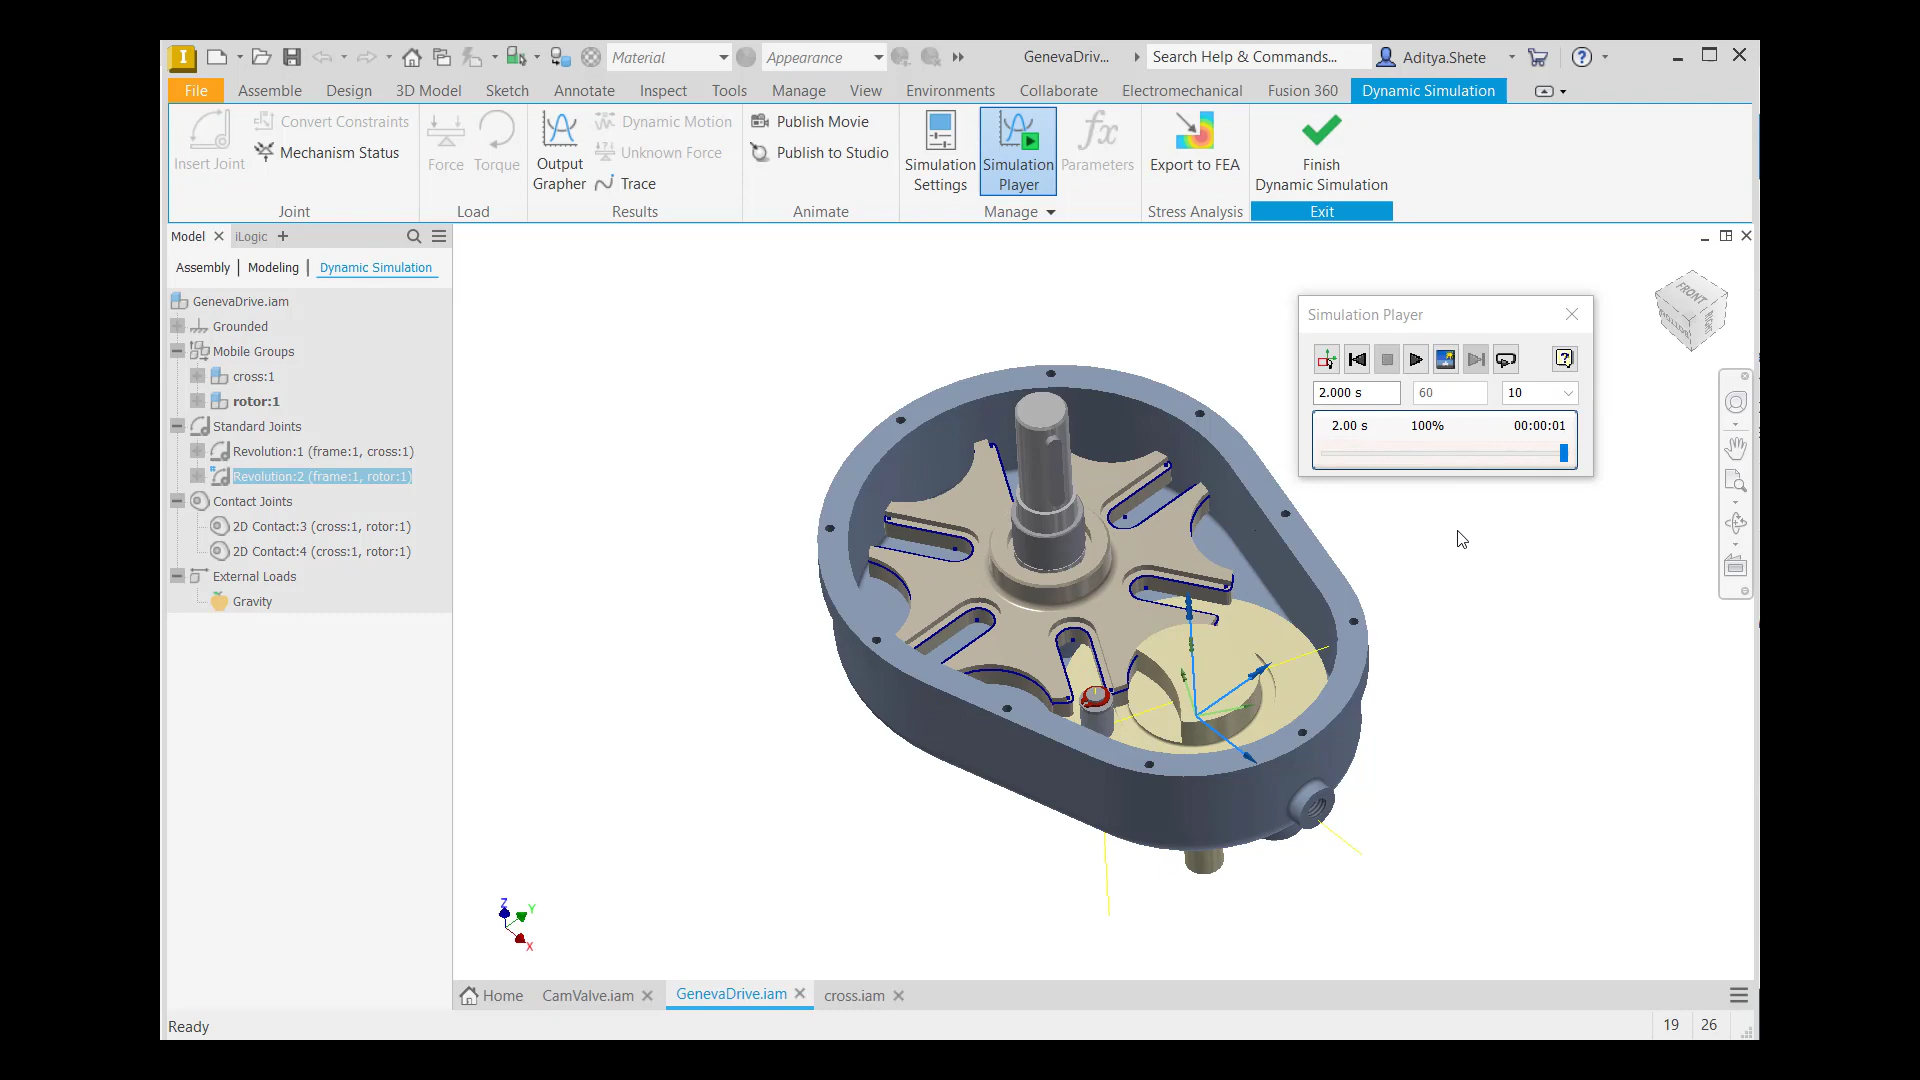 I
Material
Appearance
GenevaDriv...
Search Help & Commands...
Aditya.Shete
File
Assemble
Design
3D Model
Sketch
Annotate
Inspect
Tools
Manage
View
Environments
Collaborate
Electromechanical
Fusion 360
Dynamic Simulation
Insert Joint
Convert Constraints
Mechanism Status
Joint
Force
Torque
Load
Output
Grapher
Dynamic Motion
Unknown Force
Trace
Results
Publish Movie
Publish to Studio
Animate
Simulation
Settings
Simulation
Player
fx
Parameters
Manage
Export to FEA
Stress Analysis
Finish
Dynamic Simulation
Exit
Model
iLogic
Assembly
Modeling
Dynamic Simulation
GenevaDrive.iam
Grounded
Mobile Groups
cross:1
rotor:1
Standard Joints
Revolution:1 (frame:1, cross:1)
Revolution:2 (frame:1, rotor:1)
Contact Joints
2D Contact:3 (cross:1, rotor:1)
2D Contact:4 (cross:1, rotor:1)
External Loads
Gravity
Simulation Player
2.000 s
60
10
2.00 s
100%
00:00:01
FRONT
Z
Y
X
Home
CamValve.iam
GenevaDrive.iam
cross.iam
Ready
19
26